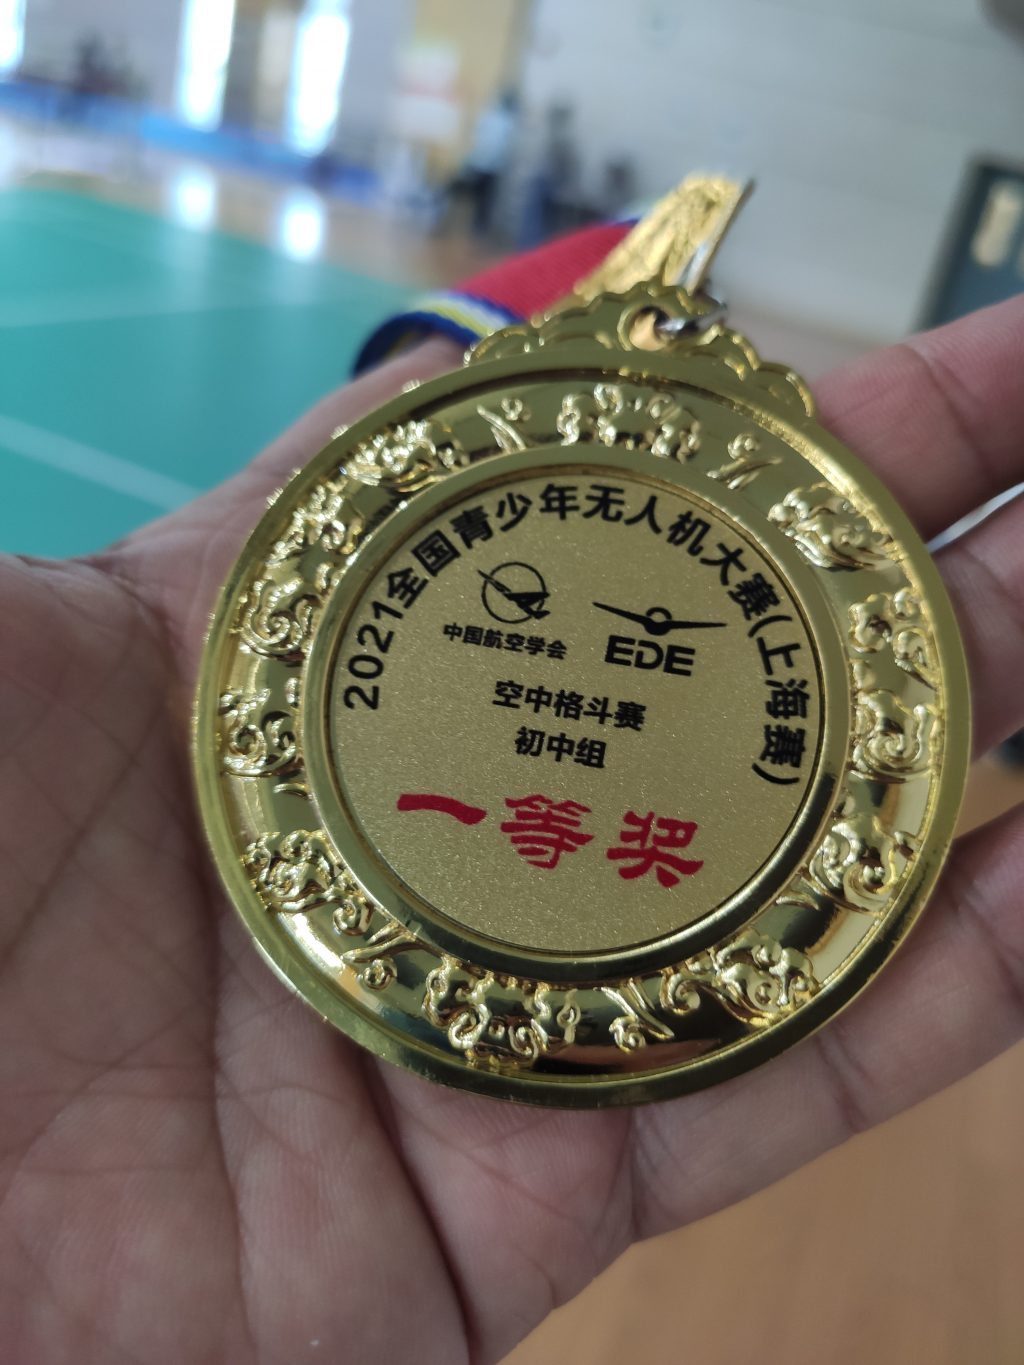 2021全国青少年无人机大赛(上海赛)
中国航空学会
EDE
空中格斗赛
初中组
一等奖